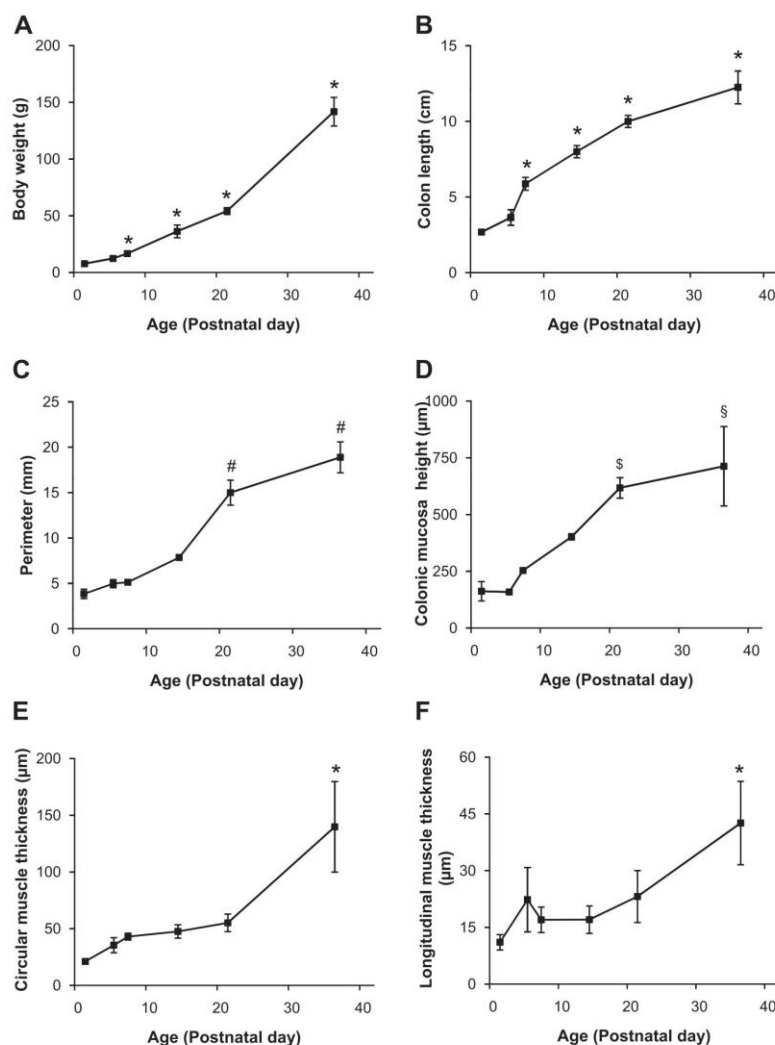 A
B
Body weight (g)
200
150
100
50
0
*
*
*
*
0 10 20 30 40
Age (Postnatal day)
Colon length (cm)
15
10
5
0
*
*
*
*
0 10 20 30 40
Age (Postnatal day)
C
D
Perimeter (mm)
25
20
15
10
5
0
#
#
0 10 20 30 40
Age (Postnatal day)
Colonic mucosa height (µm)
1000
750
500
250
0
$
§
0 10 20 30 40
Age (Postnatal day)
E
F
Circular muscle thickness (µm)
200
150
100
50
0
*
0 10 20 30 40
Age (Postnatal day)
Longitudinal muscle thickness
(µm)
60
45
30
15
0
*
0 10 20 30 40
Age (Postnatal day)